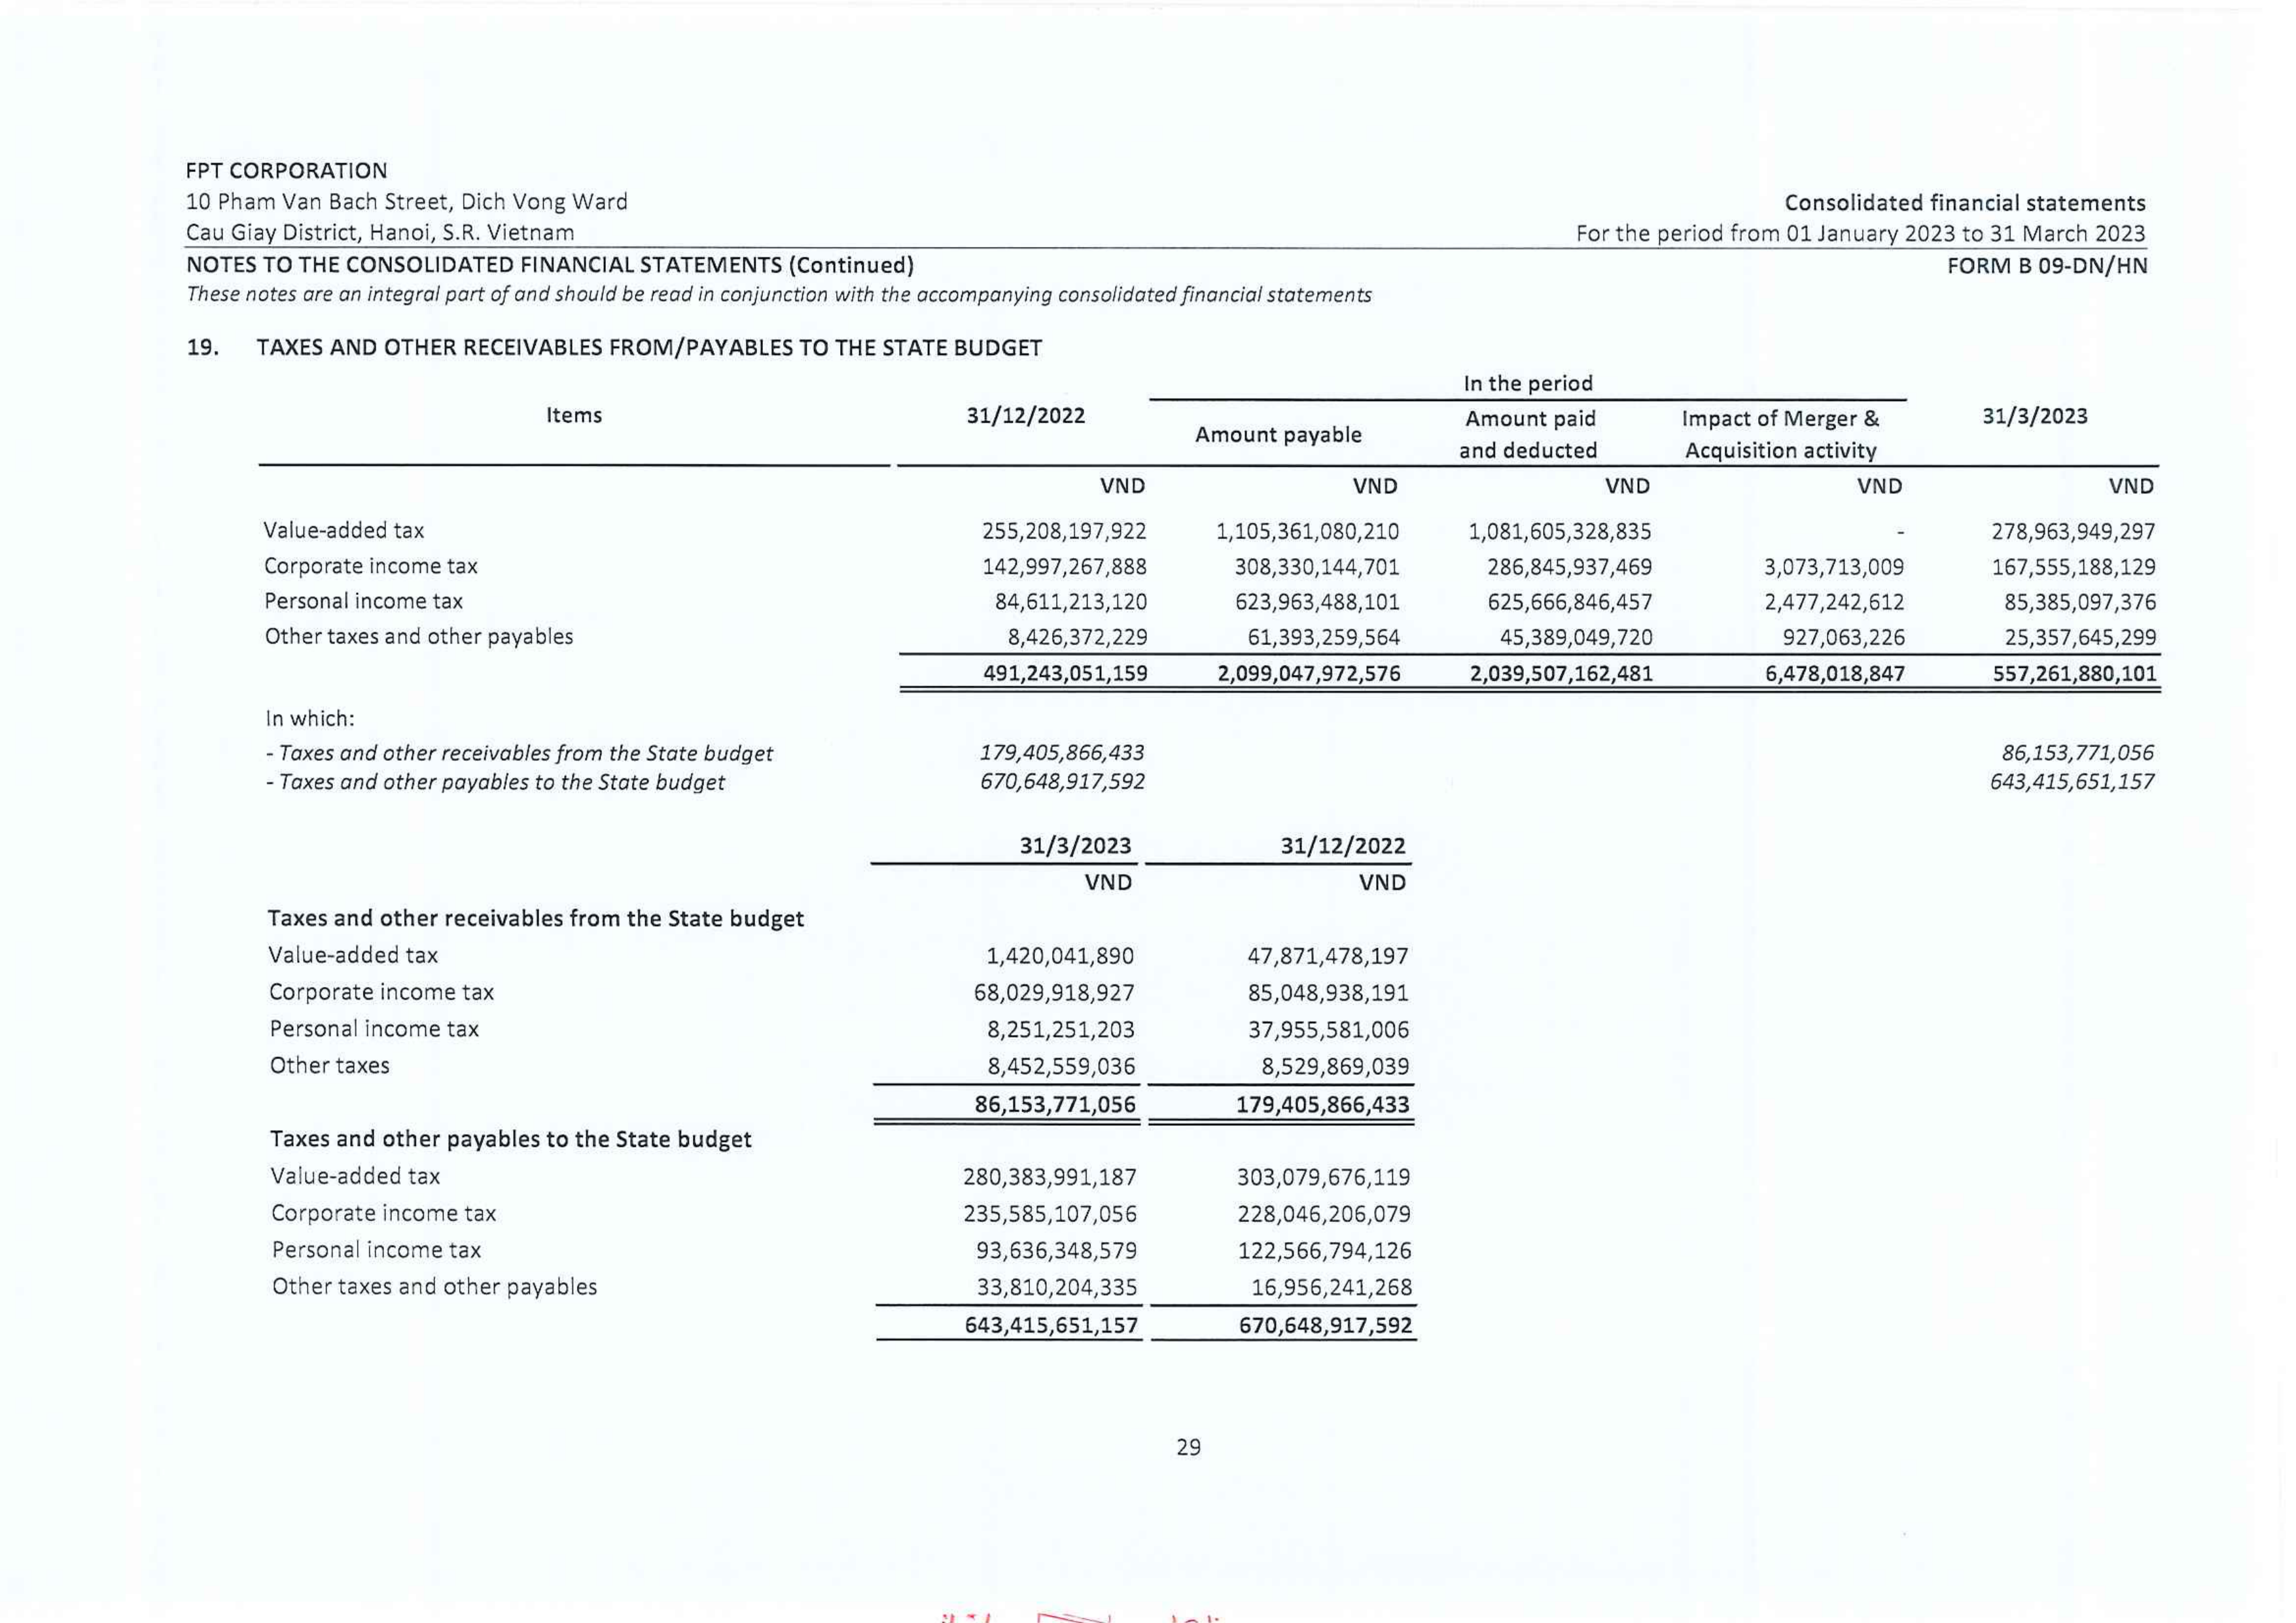 FPT CORPORATION
10 Pham Van Bach Street, Dich Vong Ward
Consolidated financial statements
Cau Giay District, Hanoi, S.R. Vietnam
For the period from 01 January 2023 to 31 March 2023
NOTES TO THE CONSOLIDATED FINANCIAL STATEMENTS (Continued)
FORM B 09-DN/HN
These notes are an integral part of and should be read in conjunction with the accompanying consolidated financial statements
19. TAXES AND OTHER RECEIVABLES FROM/PAYABLES TO THE STATE BUDGET
In the period
Items 31/12/2022 Amount payable Amount paid and deducted Impact of Merger & Acquisition activity 31/3/2023
VND VND VND VND VND
Value-added tax 255,208,197,922 1,105,361,080,210 1,081,605,328,835 - 278,963,949,297
Corporate income tax 142,997,267,888 308,330,144,701 286,845,937,469 3,073,713,009 167,555,188,129
Personal income tax 84,611,213,120 623,963,488,101 625,666,846,457 2,477,242,612 85,385,097,376
Other taxes and other payables 8,426,372,229 61,393,259,564 45,389,049,720 927,063,226 25,357,645,299
491,243,051,159 2,099,047,972,576 2,039,507,162,481 6,478,018,847 557,261,880,101
In which:
- Taxes and other receivables from the State budget 179,405,866,433 86,153,771,056
- Taxes and other payables to the State budget 670,648,917,592 643,415,651,157
31/3/2023 31/12/2022
VND VND
Taxes and other receivables from the State budget
Value-added tax 1,420,041,890 47,871,478,197
Corporate income tax 68,029,918,927 85,048,938,191
Personal income tax 8,251,251,203 37,955,581,006
Other taxes 8,452,559,036 8,529,869,039
86,153,771,056 179,405,866,433
Taxes and other payables to the State budget
Value-added tax 280,383,991,187 303,079,676,119
Corporate income tax 235,585,107,056 228,046,206,079
Personal income tax 93,636,348,579 122,566,794,126
Other taxes and other payables 33,810,204,335 16,956,241,268
643,415,651,157 670,648,917,592
29